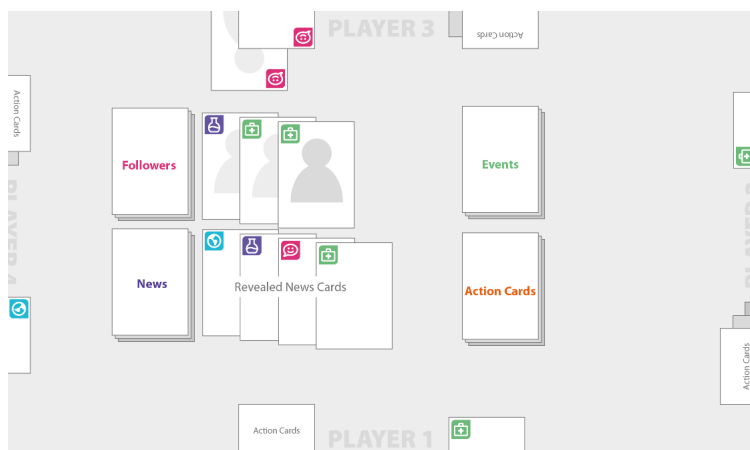 PLAYER 3
Action Cards
Action Cards
Followers
Events
PLAYER
News
Revealed News Cards
Action Cards
Action Cards
Action Cards
PLAYER 1